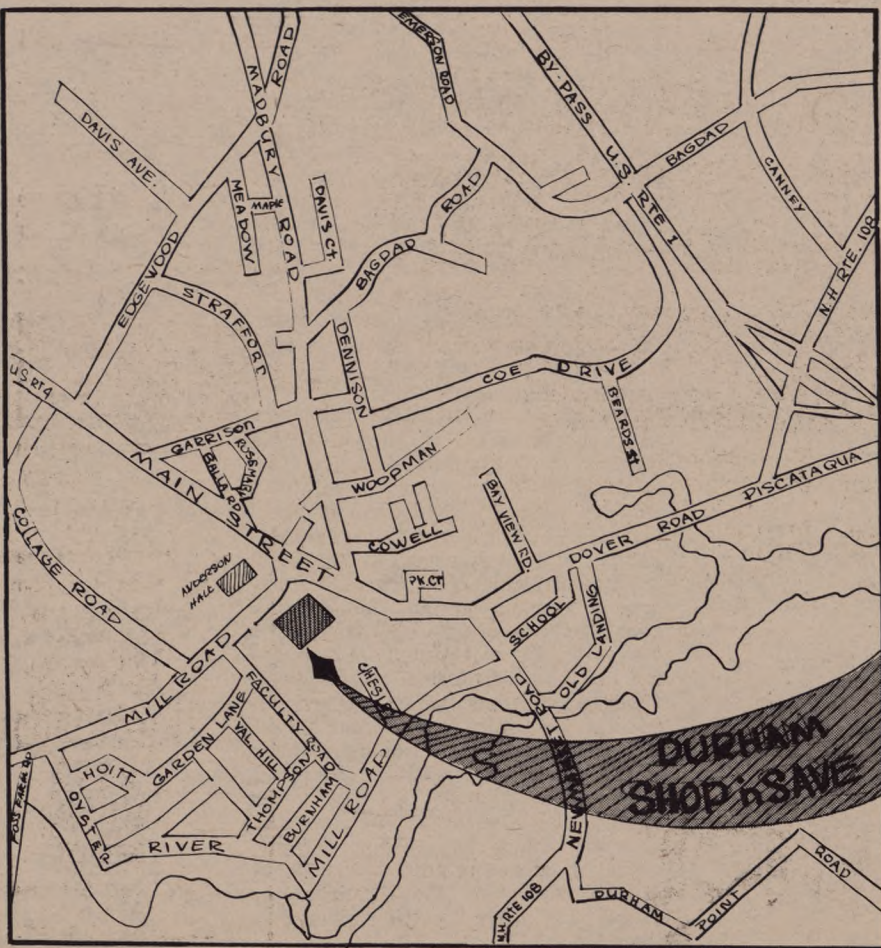 MADBURY
ROAD
EMERSON ROAD
BY-PASS U.S. RTE 1
BAGDAD
CANNEY
N.H RTE. 108
DAVIS AVE.
MEADOW
MAPLE
ROAD
DAVIS Ct.
BAGDAD
ROAD
EDGEWOOD
STRAFFORD
DENNISON
COE DRIVE
BEARDS St
US RT 4
GARRISON
BALLARD
MAIN STREET
WOODMAN
COWELL
BAY VIEW RD.
DOVER ROAD
PISCATAQUA
COLLAGE ROAD
ANDERSON
HALL
PK.CT.
SCHOOL
OLD LANDING
MILL ROAD
FACULTY ROAD
GARDEN LANE
VAL HILL
HOITT
THOMPSON
BURNHAM
MILL ROAD
OYSTER
RIVER
NEWMARKET ROAD
DURHAM
SHOP 'n SAVE
N.H. RTE 108
DURHAM
POINT
ROAD